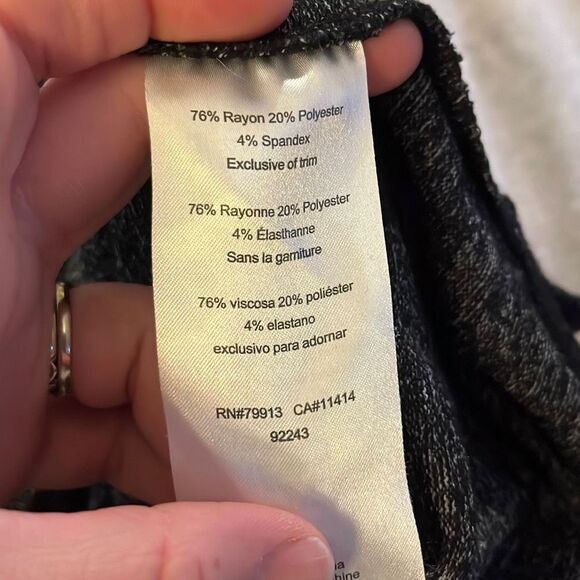 76% Rayon 20% Polyester
4% Spandex
Exclusive of trim
76% Rayonne 20% Polyester
4% Élasthanne
Sans la garniture
76% viscosa 20% poliéster
4% elastano
exclusivo para adornar
RN#79913 CA#11414
92243